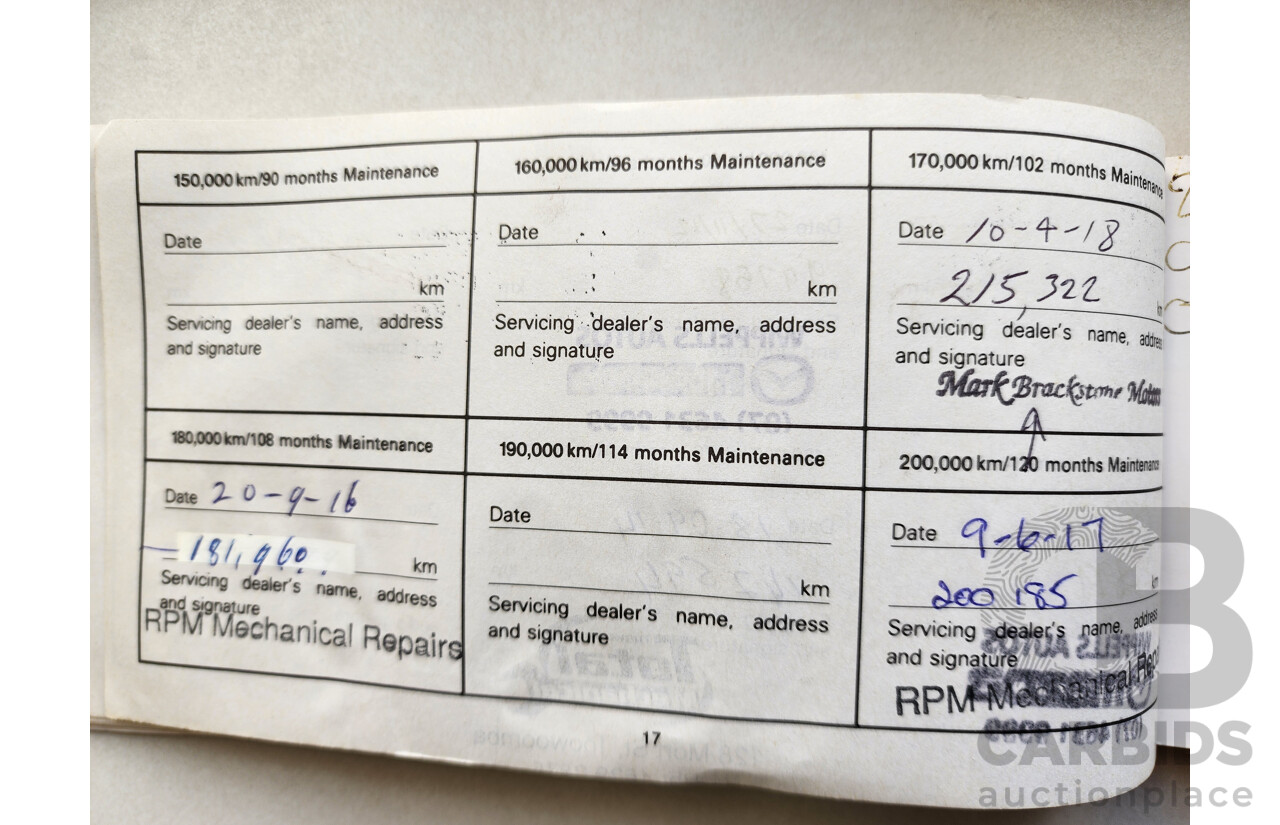 150,000 km/90 months Maintenance
Date
km
Servicing dealer's name, address
and signature
160,000 km/96 months Maintenance
Date
km
Servicing dealer's name, address
and signature
170,000 km/102 months Maintenance
Date 10-4-18
215,322
Servicing dealer's name, address
and signature
Mark Brackstone Motors
180,000 km/108 months Maintenance
Date 20-9-16
181,960 km
Servicing dealer's name, address
and signature
RPM Mechanical Repairs
190,000 km/114 months Maintenance
Date
km
Servicing dealer's name, address
and signature
200,000 km/120 months Maintenance
Date 9-6-17
200 185 km
Servicing dealer's name, address
and signature
RPM Mechanical Rep
17
CARBIDS
auctionplace